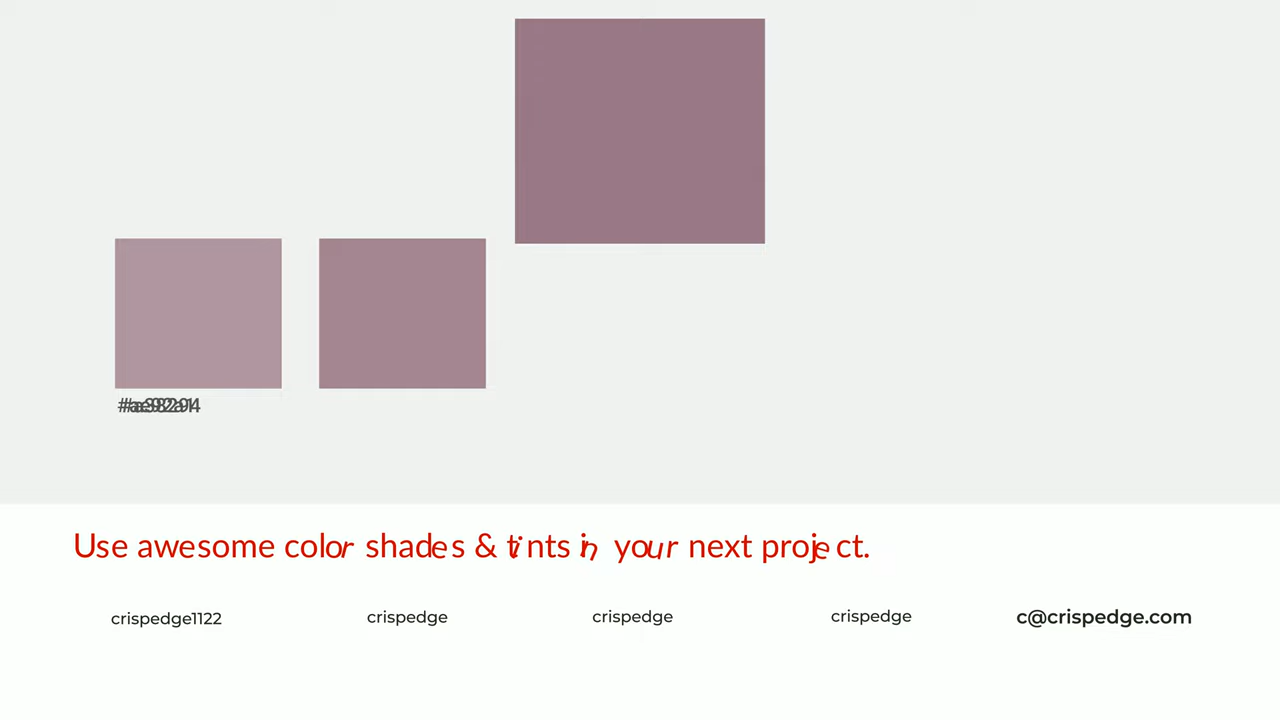 Use awesome color shades & tints in your next project.
crispedge1122 crispedge crispedge crispedge c@crispedge.com